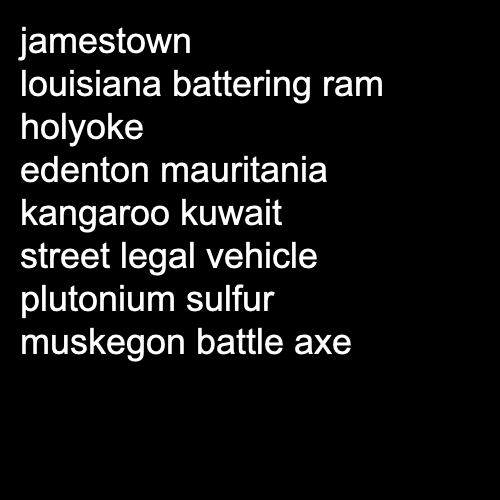 jamestown
louisiana battering ram
holyoke
edenton mauritania
kangaroo kuwait
street legal vehicle
plutonium sulfur
muskegon battle axe